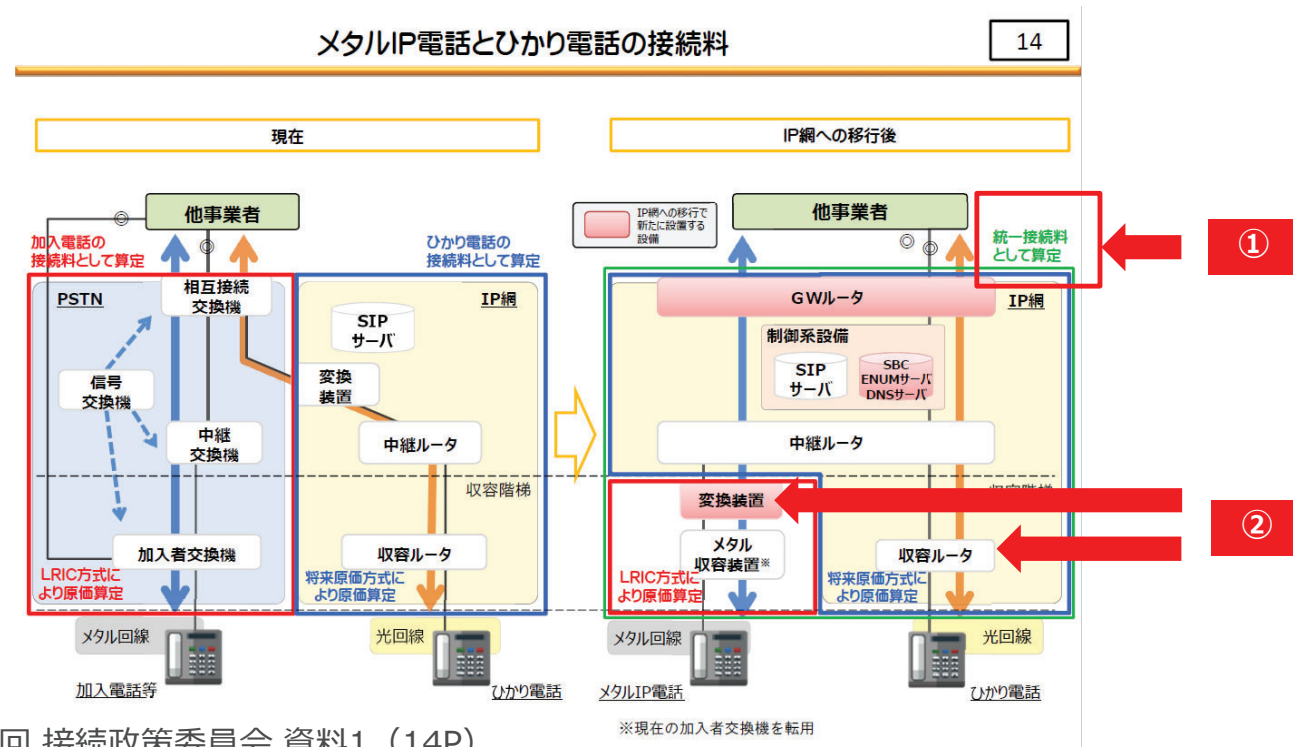 メタルIP電話とひかり電話の接続料
14
現在
IP網への移行後
他事業者
◎
◎
加入電話の
接続料として算定
ひかり電話の
接続料として算定
PSTN
相互接続
交換機
IP網
SIP
サーバ
信号
交換機
変換
装置
中継
交換機
中継ルータ
収容階梯
加入者交換機
収容ルータ
LRIC方式に
より原価算定
将来原価方式に
より原価算定
メタル回線
光回線
加入電話等
ひかり電話
IP網への移行で
新たに設置する
設備
他事業者
◎
◎
統一接続料
として算定
①
GWルータ
IP網
制御系設備
SIP
サーバ
SBC
ENUMサーバ
DNSサーバ
中継ルータ
変換装置
②
メタル
収容装置※
収容ルータ
LRIC方式に
より原価算定
将来原価方式に
より原価算定
メタル回線
光回線
メタルIP電話
ひかり電話
※現在の加入者交換機を転用
回 接続政策委員会 資料1（14P）